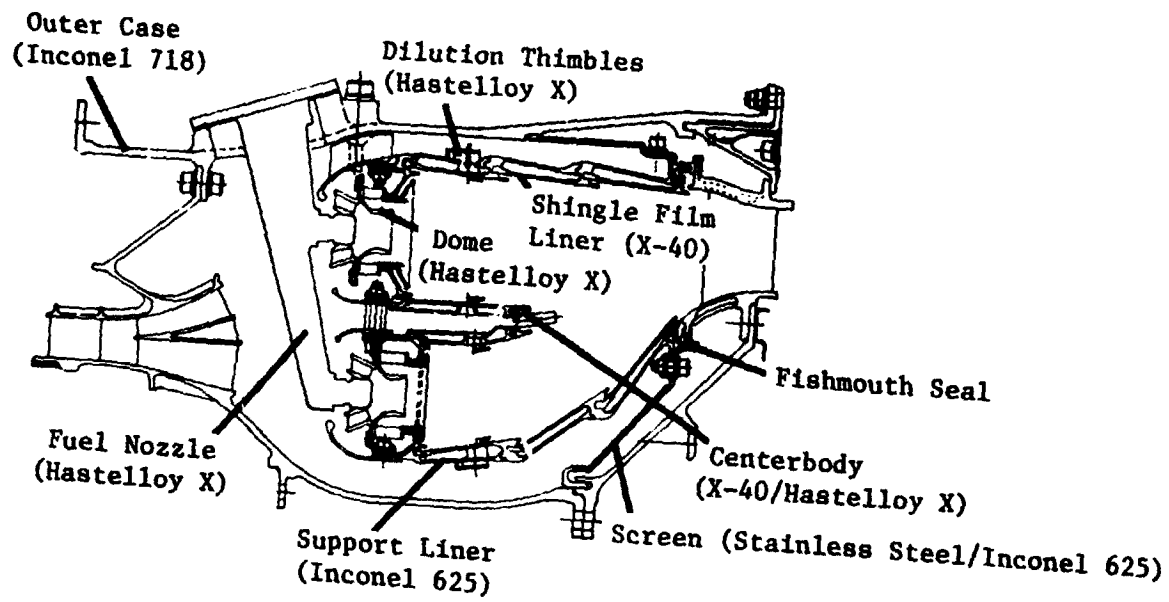 Outer Case
(Inconel 718)
Dilution Thimbles
(Hastelloy X)
Shingle Film
Liner (X-40)
Dome
(Hastelloy X)
Fishmouth Seal
Fuel Nozzle
(Hastelloy X)
Centerbody
(X-40/Hastelloy X)
Support Liner
(Inconel 625)
Screen (Stainless Steel/Inconel 625)